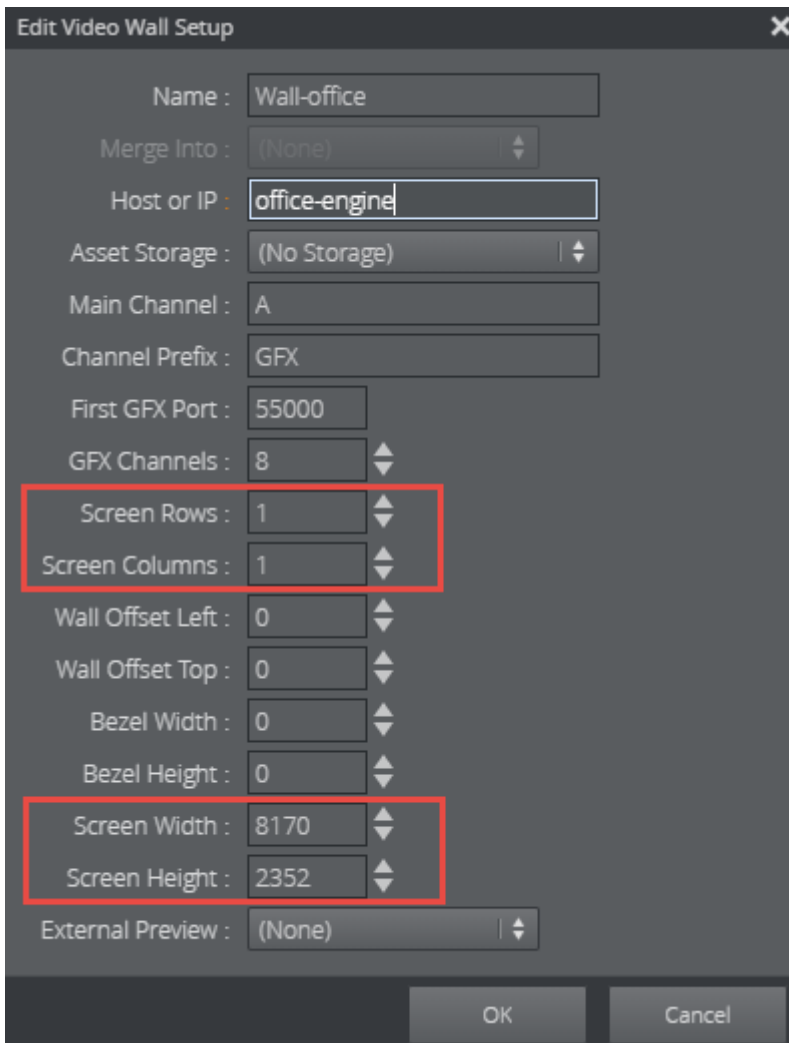 Edit Video Wall Setup
Name : Wall-office
Merge Into : (None)
Host or IP : office-engine
Asset Storage : (No Storage)
Main Channel : A
Channel Prefix : GFX
First GFX Port : 55000
GFX Channels : 8
Screen Rows : 1
Screen Columns : 1
Wall Offset Left : 0
Wall Offset Top : 0
Bezel Width : 0
Bezel Height : 0
Screen Width : 8170
Screen Height : 2352
External Preview : (None)
OK Cancel